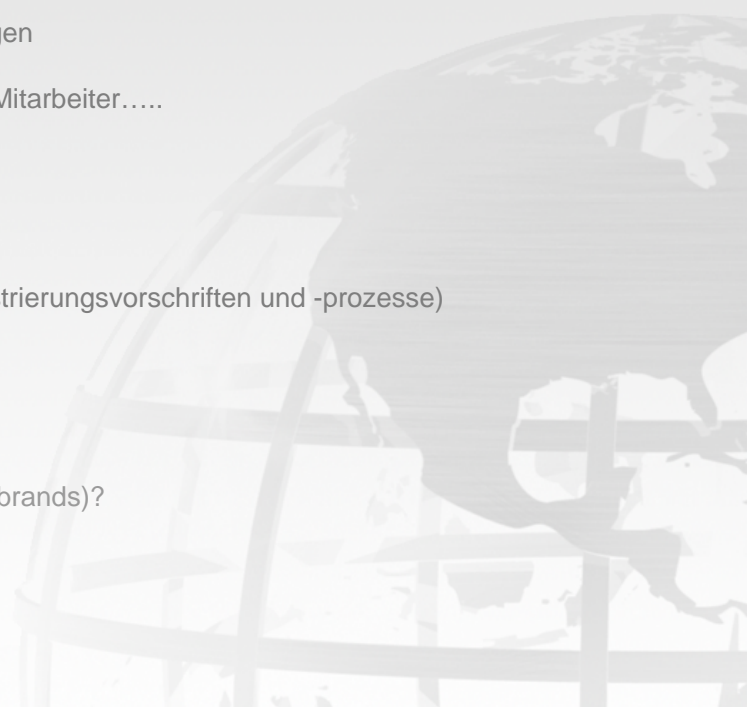 gen
Mitarbeiter…..
trierungsvorschriften und -prozesse)
brands)?